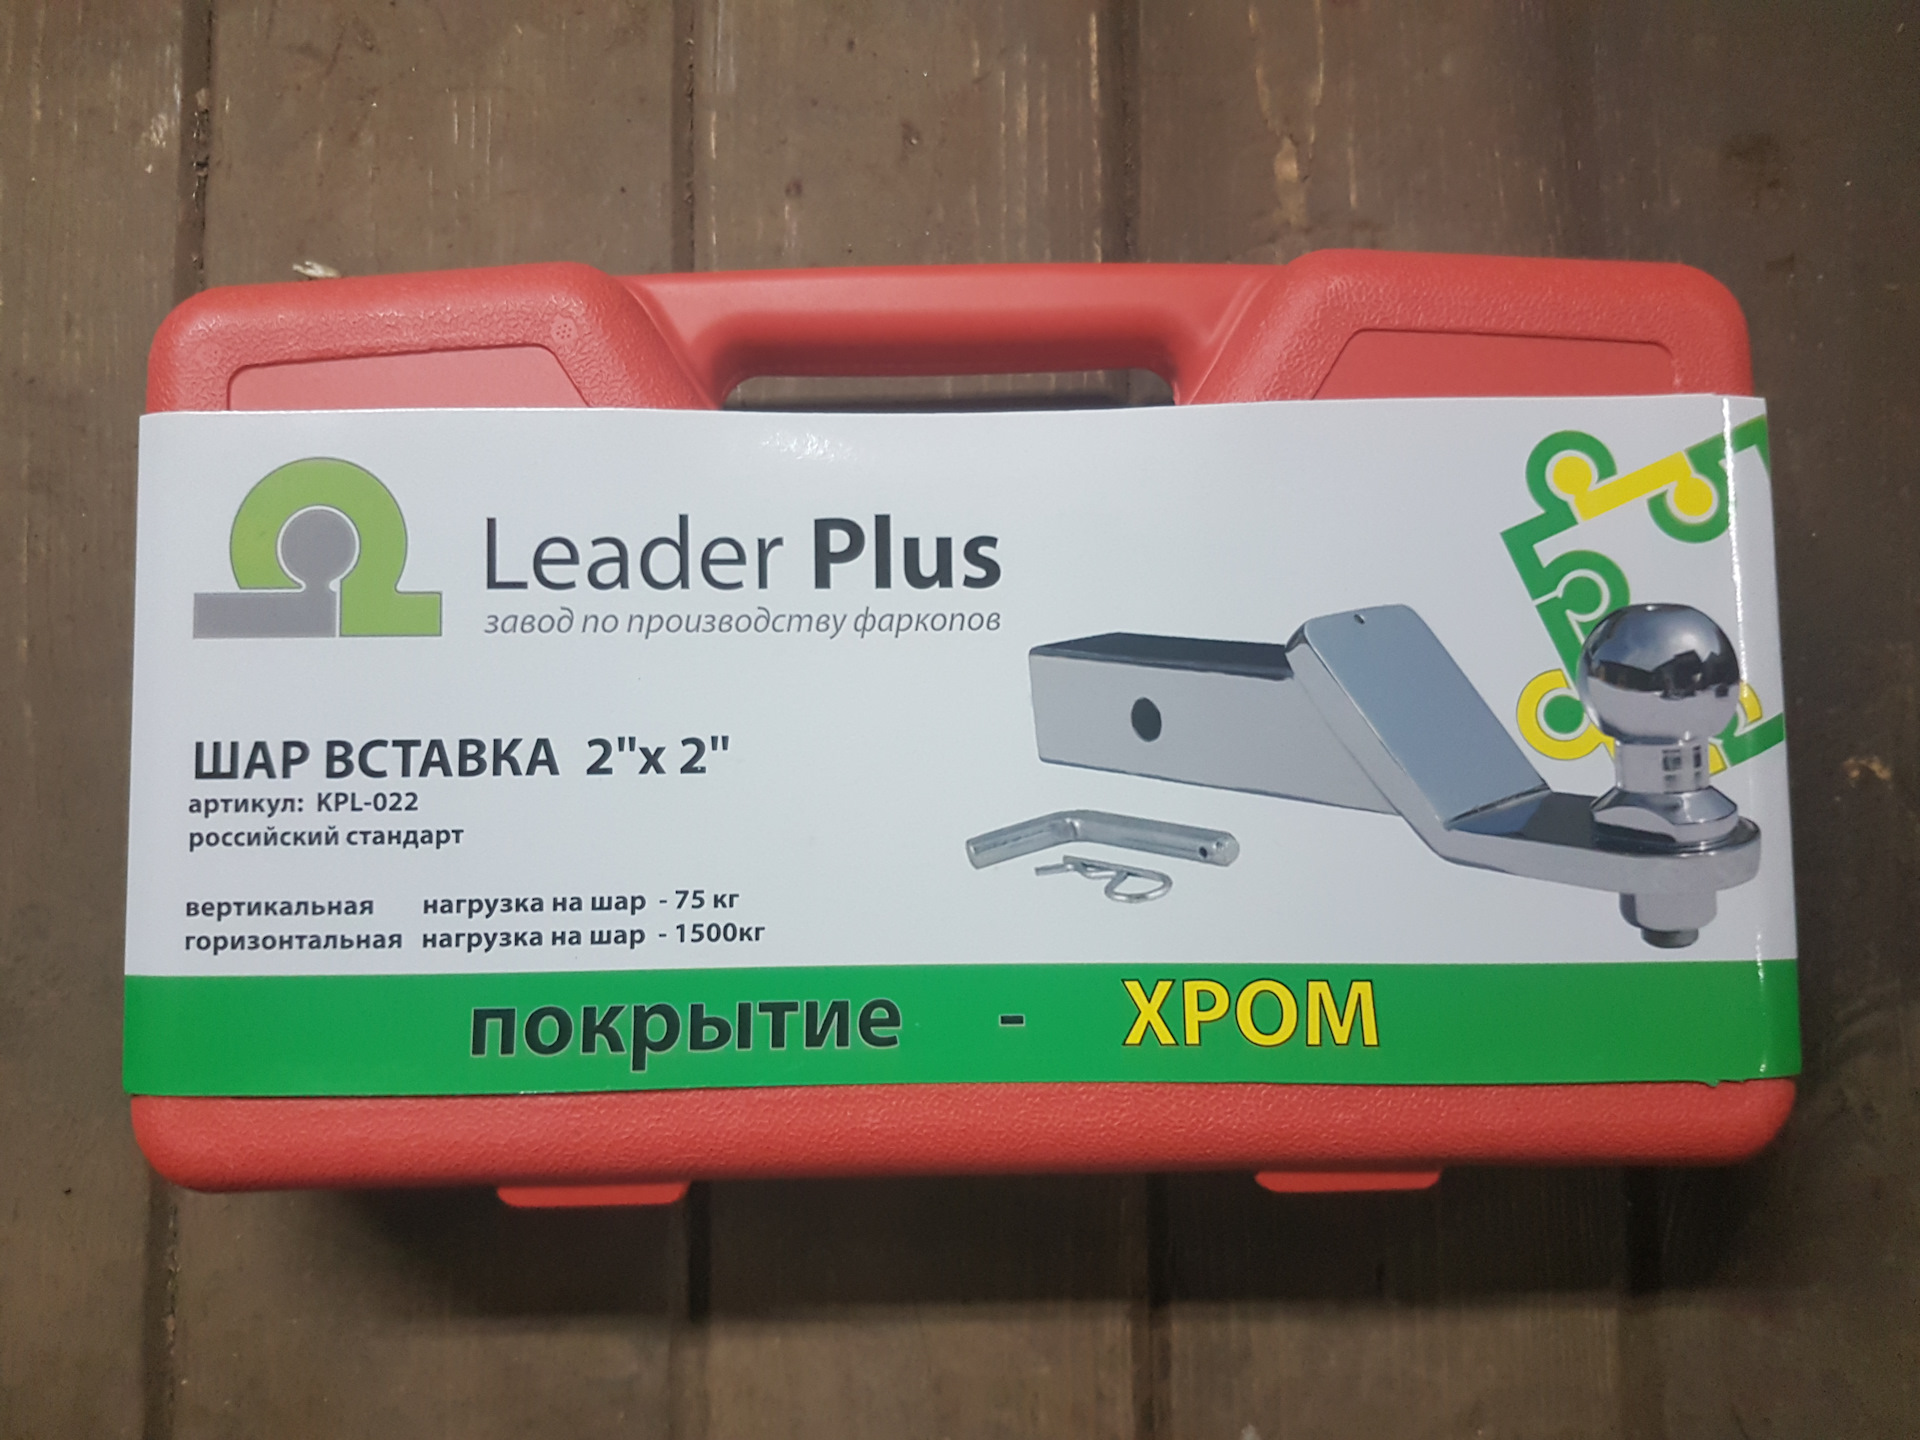 Leader Plus
завод по производству фаркопов
ШАР ВСТАВКА 2"х 2"
артикул: KPL-022
российский стандарт
вертикальная нагрузка на шар - 75 кг
горизонтальная нагрузка на шар - 1500кг
покрытие - ХРОМ